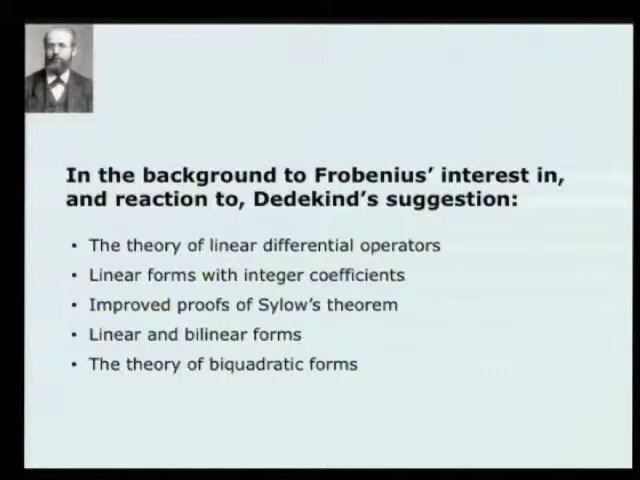 In the background to Frobenius’ interest in,
and reaction to, Dedekind’s suggestion:
• The theory of linear differential operators
• Linear forms with integer coefficients
• Improved proofs of Sylow’s theorem
• Linear and bilinear forms
• The theory of biquadratic forms